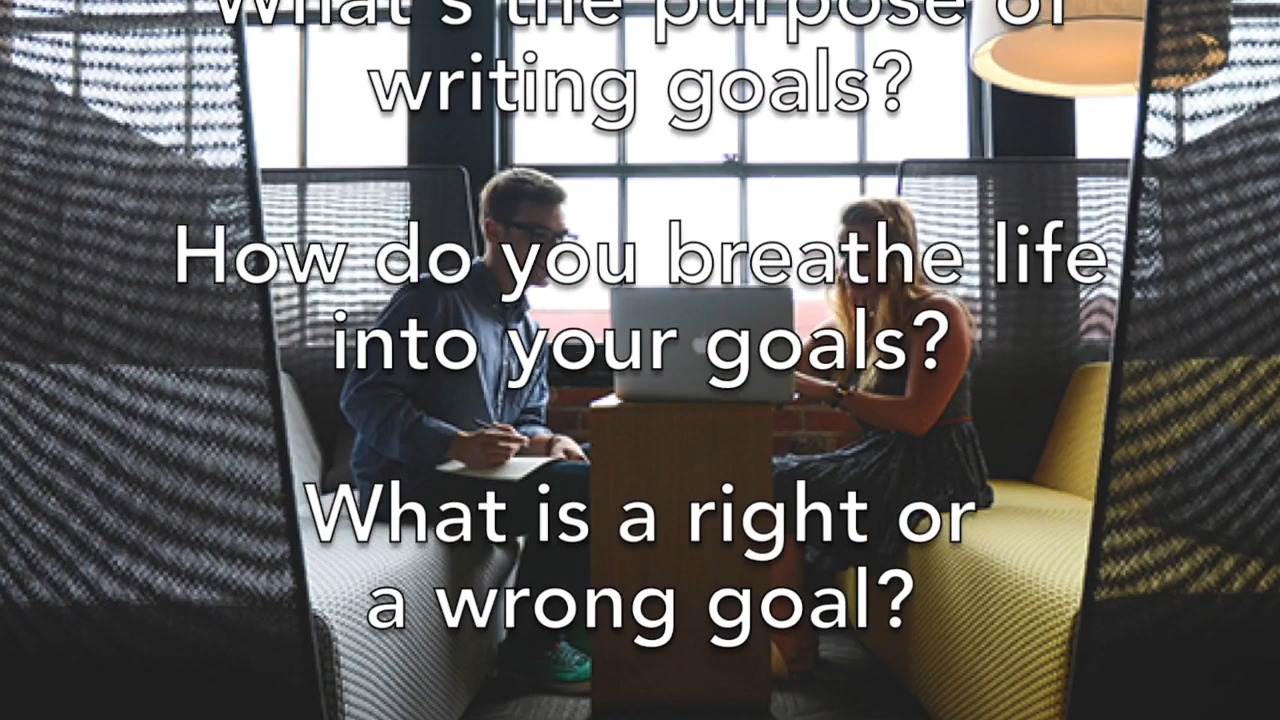 What's the purpose of
writing goals?
How do you breathe life
into your goals?
What is a right or
a wrong goal?